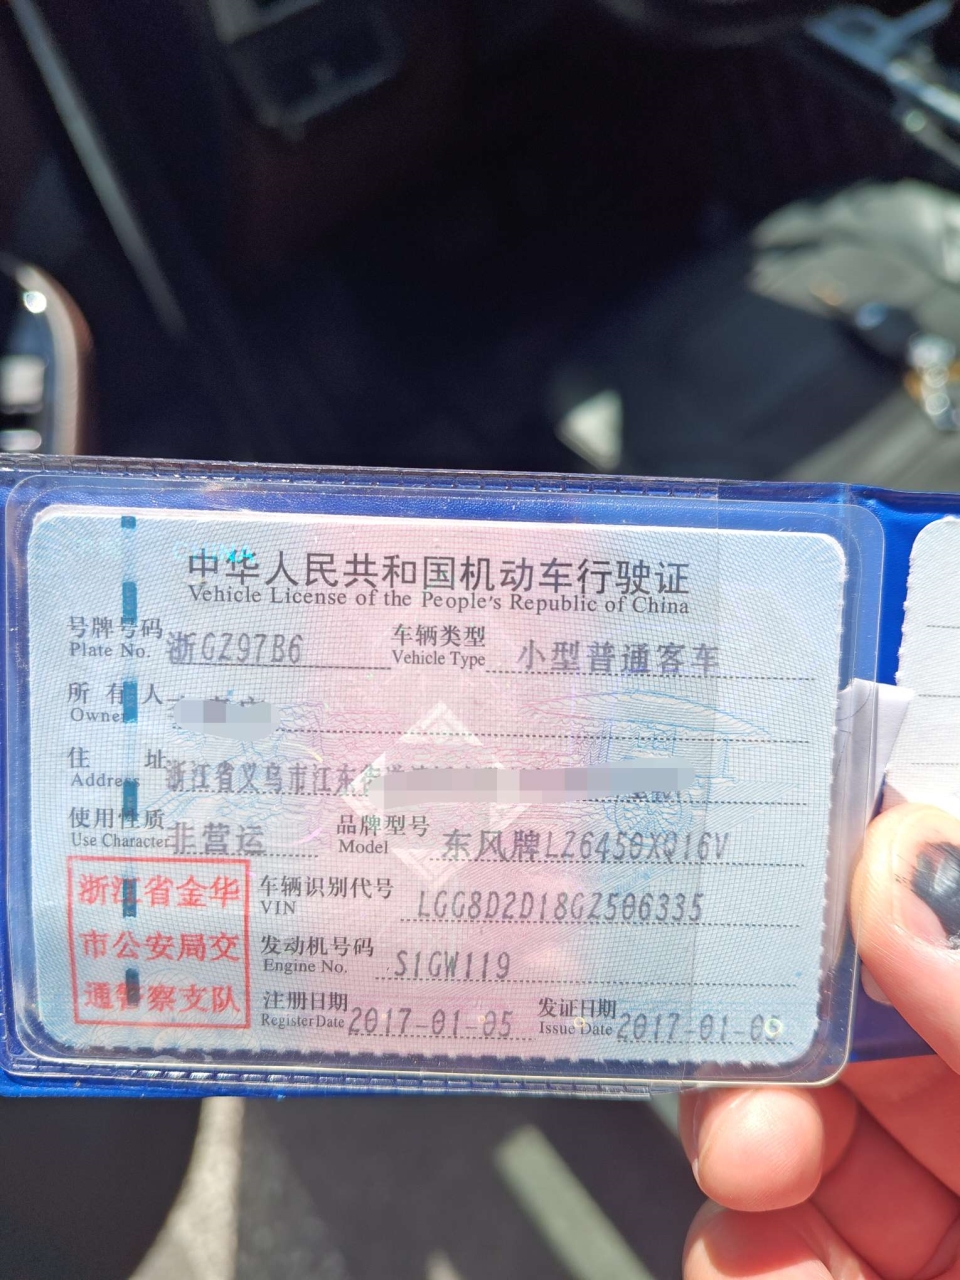 中华人民共和国机动车行驶证
Vehicle License of the People's Republic of China
号牌号码 浙GZ97B6 车辆类型 小型普通客车
Plate No. Vehicle Type
所有人
Owner
住址 浙江省义乌市江东街道
Address
使用性质 非营运 品牌型号 东风牌LZ6450XQ16V
Use Character Model
浙江省金华
市公安局交
通警察支队
车辆识别代号 LGG8D2D18GZ506335
VIN
发动机号码 S1GW119
Engine No.
注册日期 2017-01-05 发证日期 2017-01-05
Register Date Issue Date